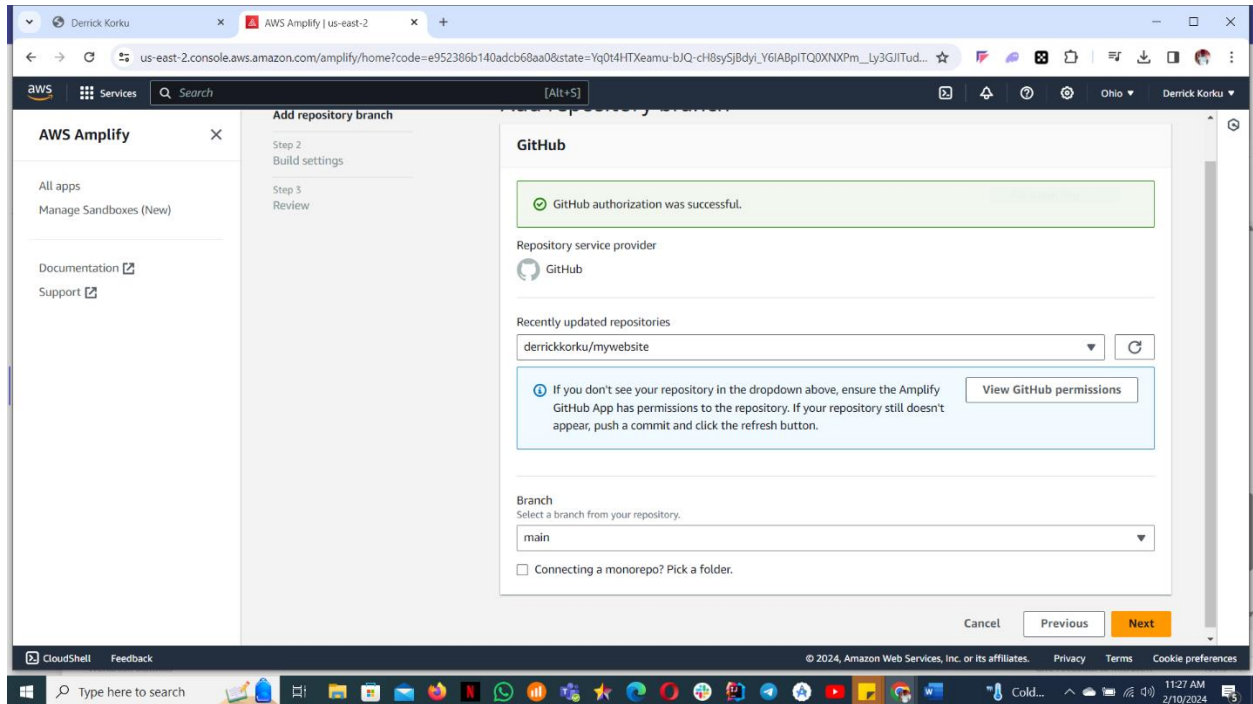 Derrick Korku
AWS Amplify | us-east-2
us-east-2.console.aws.amazon.com/amplify/home?code=e952386b140adcb68aa0&state=Yq0t4HTXeamu-bJQ-cH8sySjBdyi_Y6IABpITQ0XNXPm__Ly3GJITud...
aws
Services
Search
[Alt+S]
Ohio
Derrick Korku
AWS Amplify
All apps
Manage Sandboxes (New)
Documentation
Support
Add repository branch
Step 2
Build settings
Step 3
Review
Add repository branch
GitHub
GitHub authorization was successful.
Repository service provider
GitHub
Recently updated repositories
derrickkorku/mywebsite
If you don't see your repository in the dropdown above, ensure the Amplify
GitHub App has permissions to the repository. If your repository still doesn't
appear, push a commit and click the refresh button.
View GitHub permissions
Branch
Select a branch from your repository.
main
Connecting a monorepo? Pick a folder.
Cancel
Previous
Next
CloudShell
Feedback
© 2024, Amazon Web Services, Inc. or its affiliates.
Privacy
Terms
Cookie preferences
Type here to search
Cold...
11:27 AM
2/10/2024